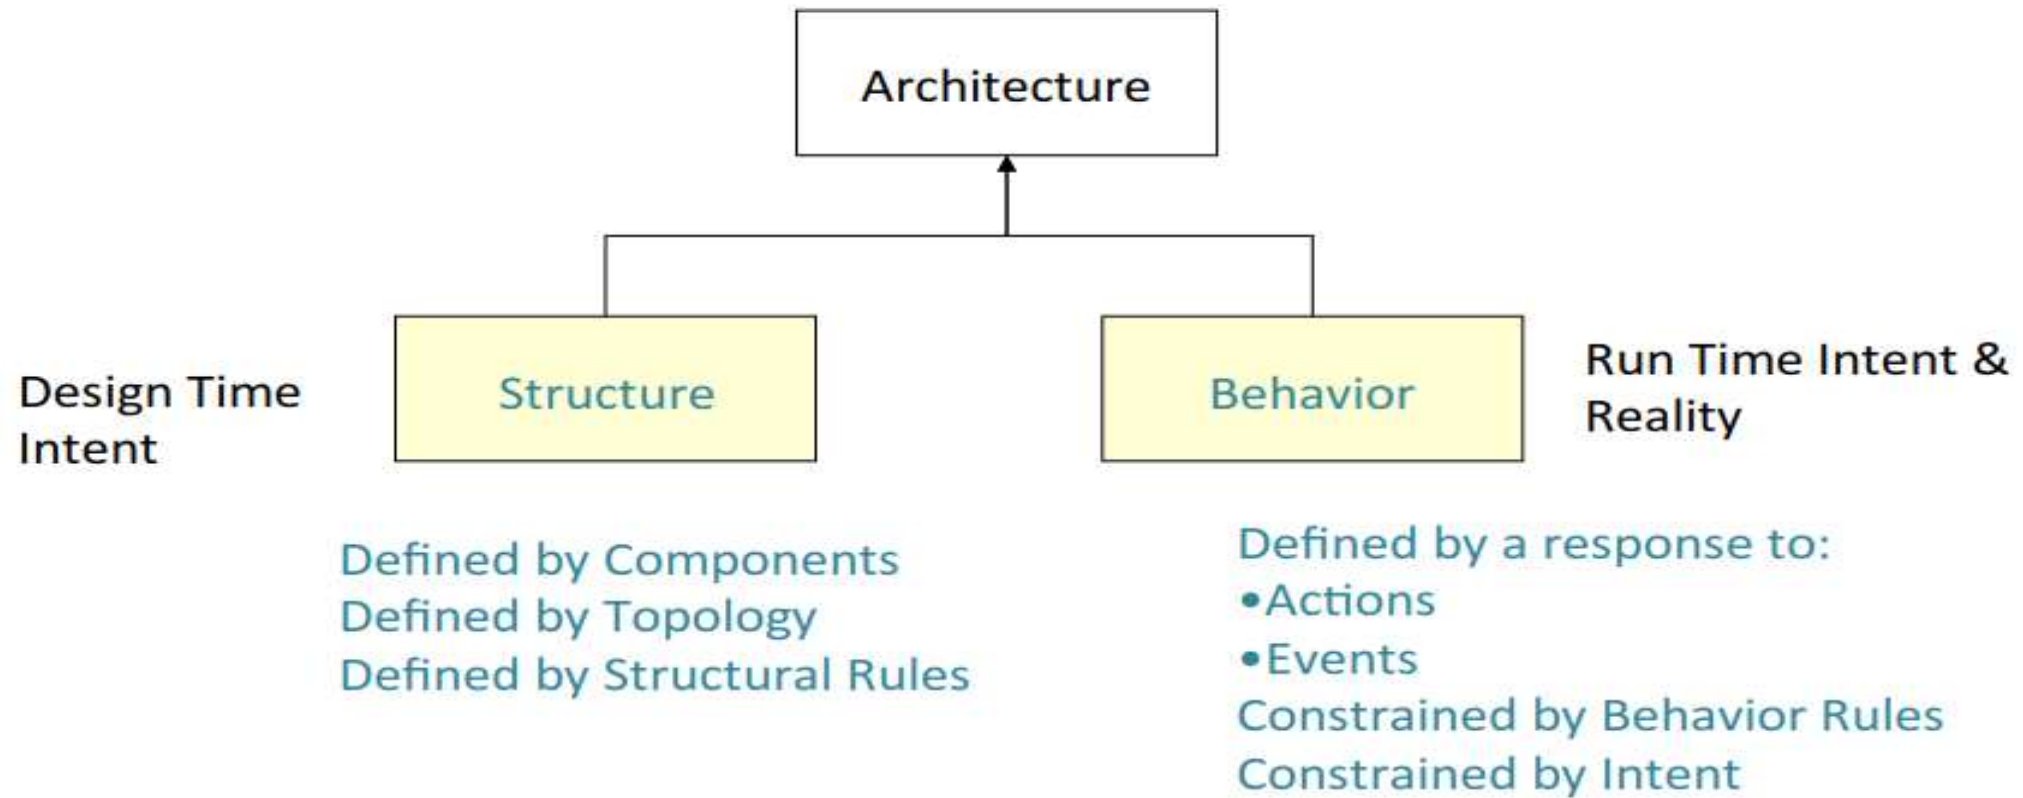 Architecture
Design Time
Intent
Structure
Behavior
Run Time Intent &
Reality
Defined by Components
Defined by Topology
Defined by Structural Rules
Defined by a response to:
•Actions
•Events
Constrained by Behavior Rules
Constrained by Intent